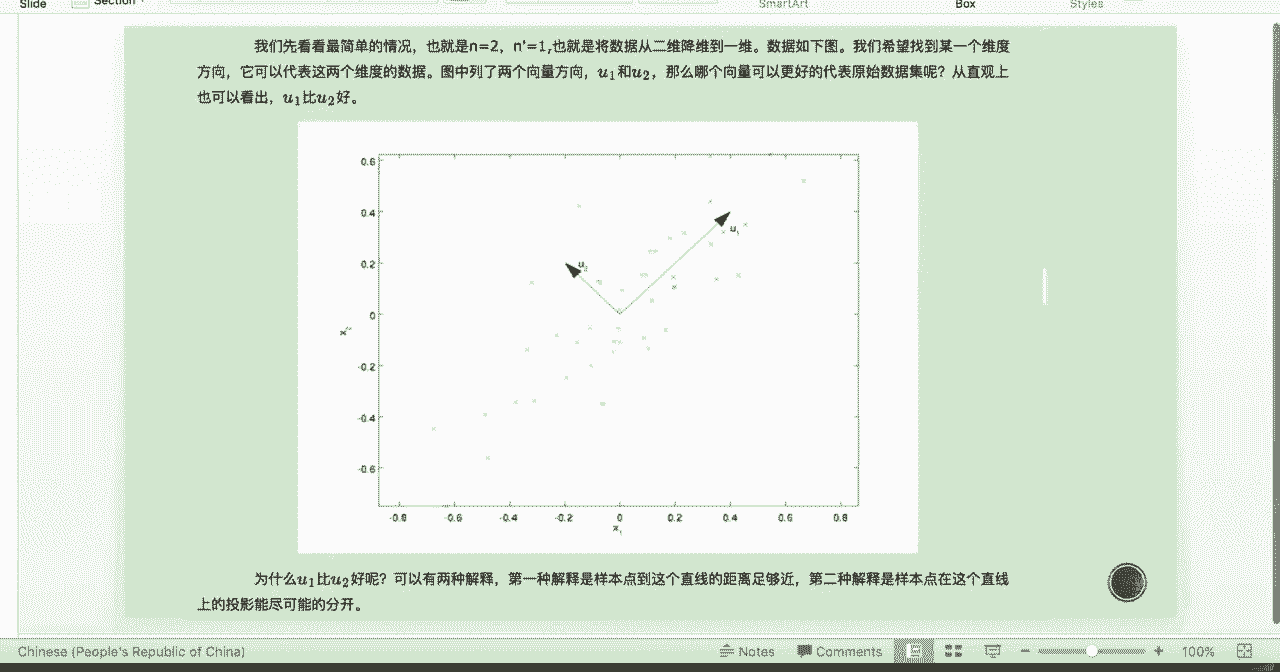 Slide
Section
SmartArt
Box
Styles
我们先看看最简单的情况，也就是n=2，n'=1,也就是将数据从二维降维到一维。数据如下图。我们希望找到某一个维度
方向，它可以代表这两个维度的数据。图中列了两个向量方向，u₁和u₂，那么哪个向量可以更好的代表原始数据集呢？从直观上
也可以看出，u₁比u₂好。
0.6
0.4
0.2
0
-0.2
-0.4
-0.6
u₁
-0.8 -0.6 -0.4 -0.2 0 0.2 0.4 0.6 0.8
x₁
为什么u₁比u₂好呢？可以有两种解释，第一种解释是样本点到这个直线的距离足够近，第二种解释是样本点在这个直线
上的投影能尽可能的分开。
Chinese (People's Republic of China)
Notes
Comments
100%